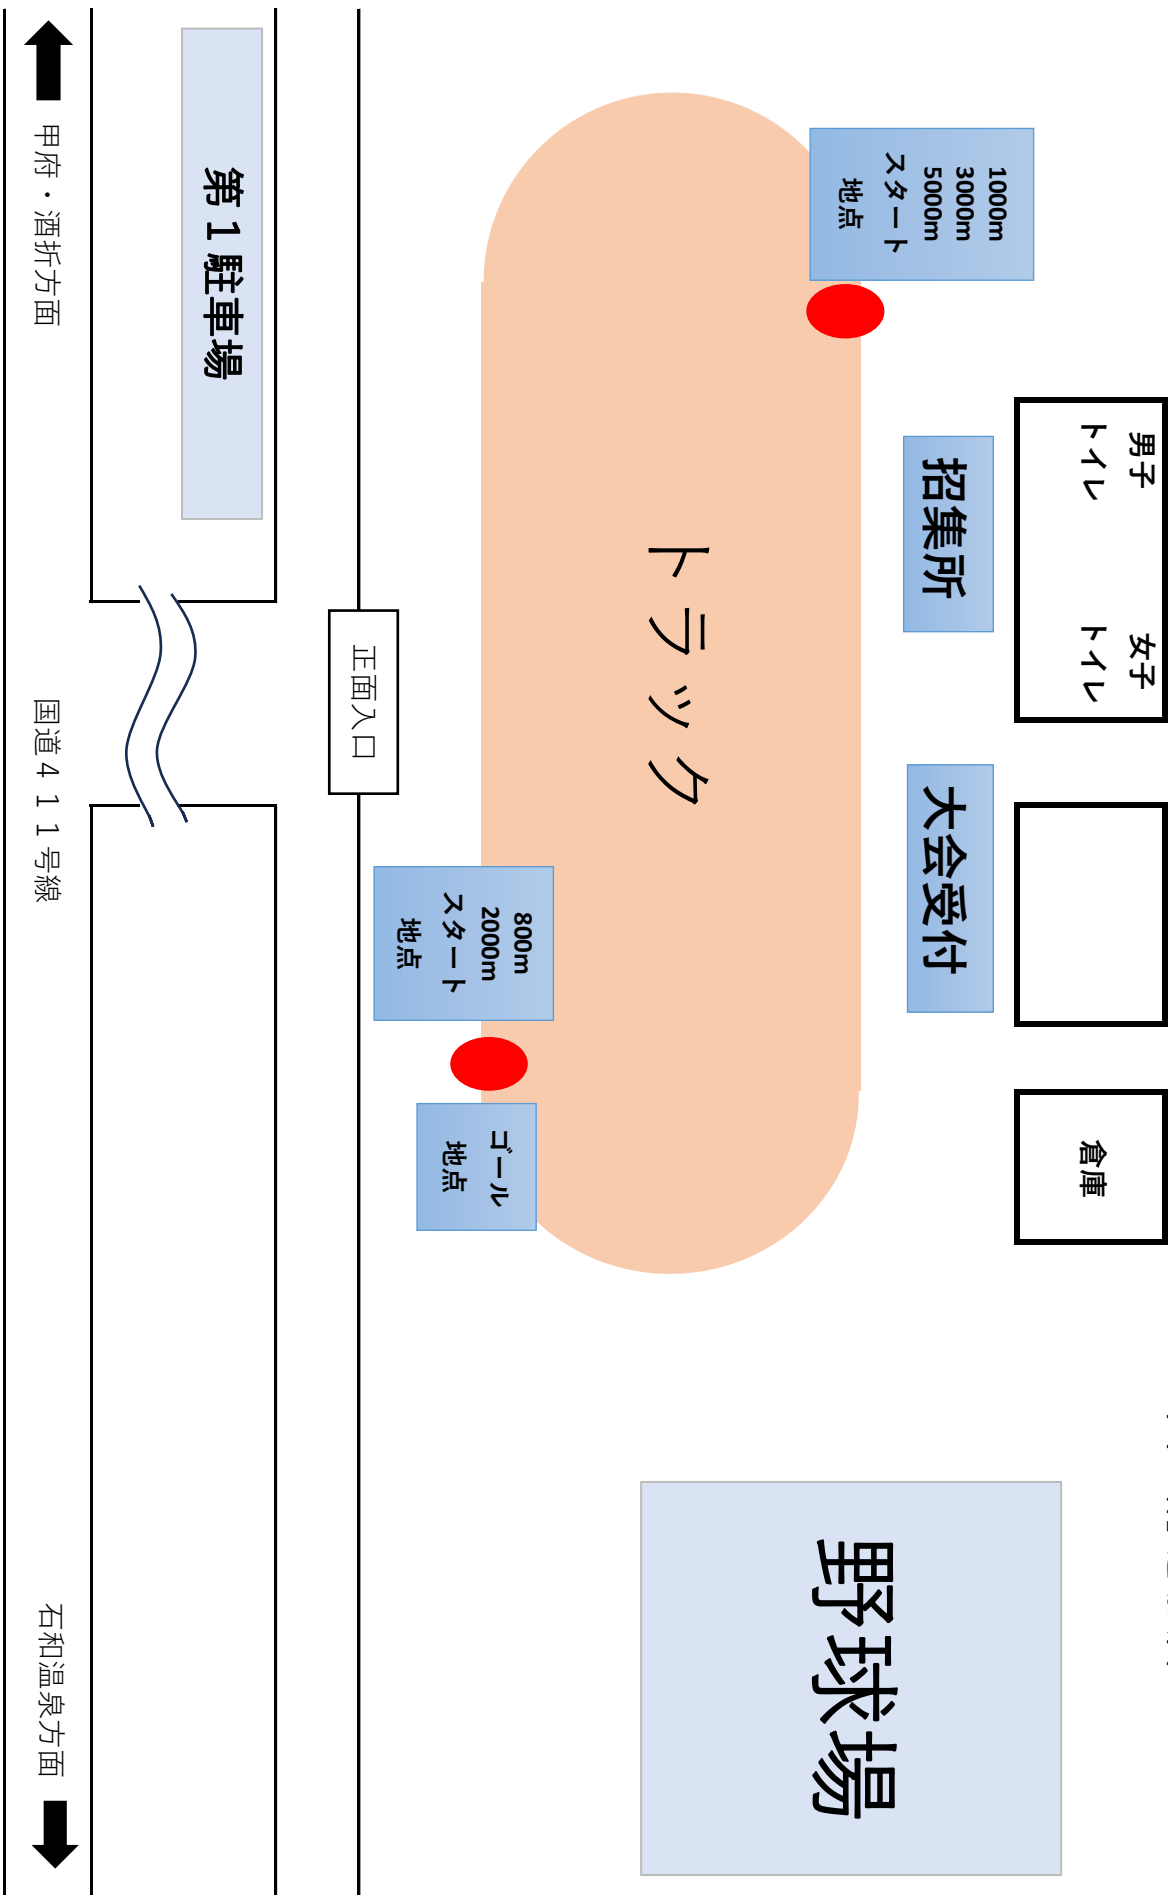 男子
トイレ
女子
トイレ
倉庫
招集所
大会受付
1000m
3000m
5000m
スタート
地点
トラック
野球場
800m
2000m
スタート
地点
ゴール
地点
正面入口
第１駐車場
甲府・酒折方面
国道４１１号線
石和温泉方面